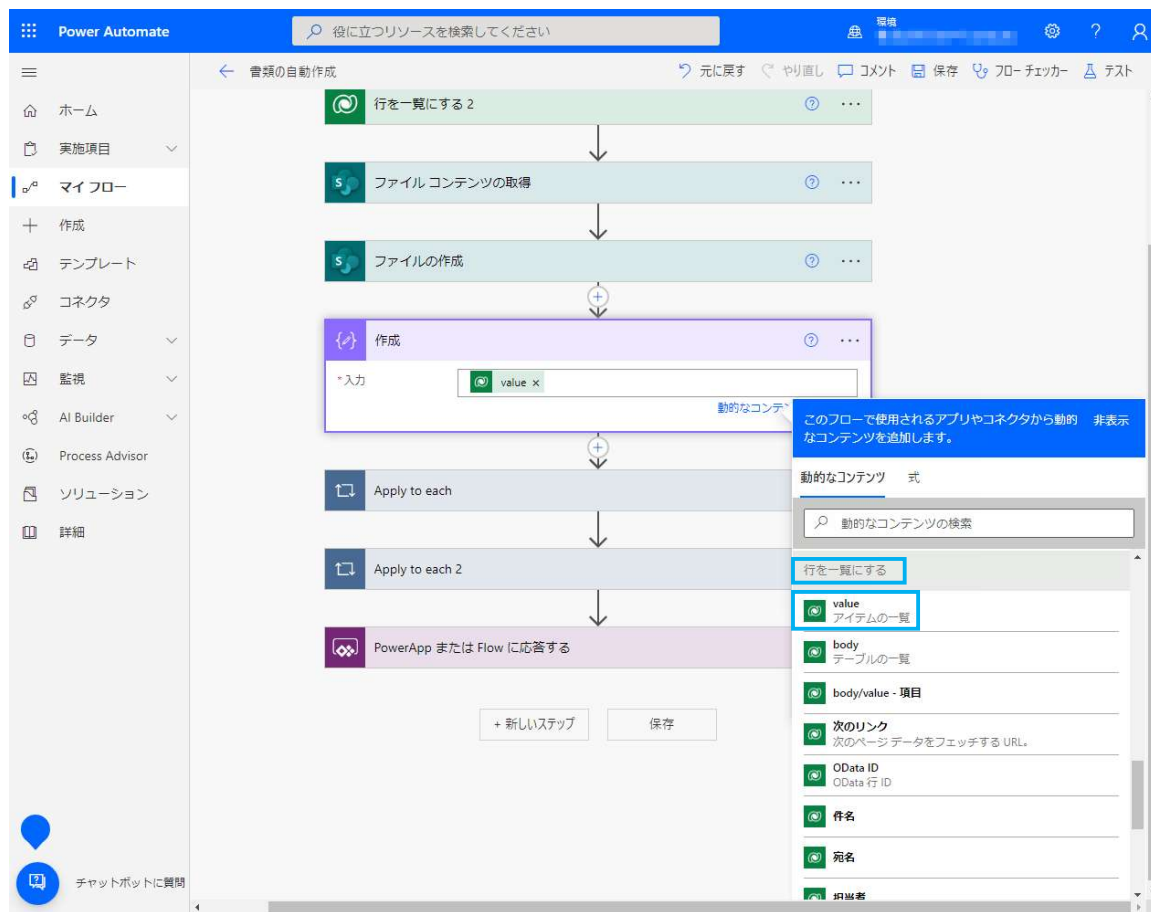 Power Automate
役に立つリソースを検索してください
環境
書類の自動作成
元に戻す
やり直し
コメント
保存
フロー チェッカー
テスト
ホーム
実施項目
マイ フロー
作成
テンプレート
コネクタ
データ
監視
AI Builder
Process Advisor
ソリューション
詳細
チャットボットに質問
行を一覧にする 2
ファイル コンテンツの取得
ファイルの作成
作成
*入力
value ×
動的なコンテン
Apply to each
Apply to each 2
PowerApp または Flow に応答する
+ 新しいステップ
保存
このフローで使用されるアプリやコネクタから動的
なコンテンツを追加します。
非表示
動的なコンテンツ
式
動的なコンテンツの検索
行を一覧にする
value
アイテムの一覧
body
テーブルの一覧
body/value - 項目
次のリンク
次のページ データをフェッチする URL。
OData ID
OData 行 ID
件名
宛名
担当者